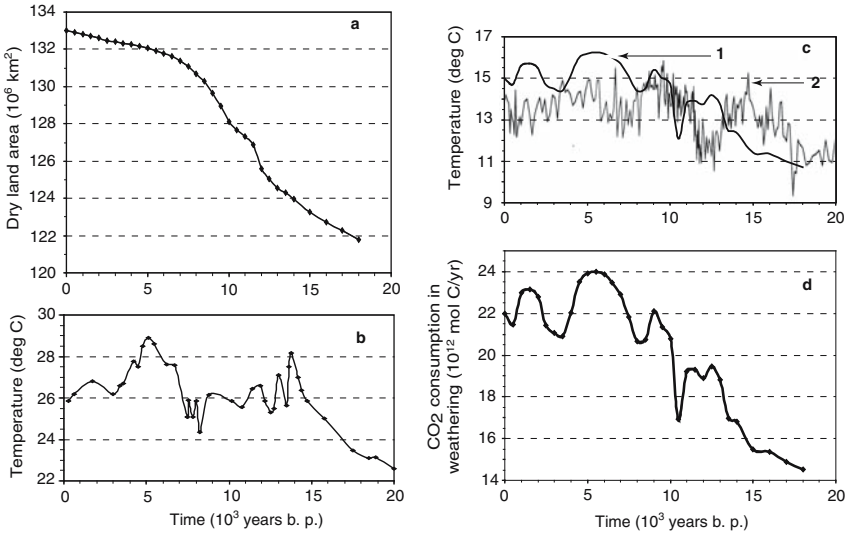 a
Dry land area (10⁶ km²)
134
132
130
128
126
124
122
120
0 5 10 15 20
b
Temperature (deg C)
30
28
26
24
22
0 5 10 15 20
Time (10³ years b. p.)
c
Temperature (deg C)
17
15
13
11
9
1
2
0 5 10 15 20
d
CO2 consumption in
weathering (10¹² mol C/yr)
24
22
20
18
16
14
0 5 10 15 20
Time (10³ years b. p.)